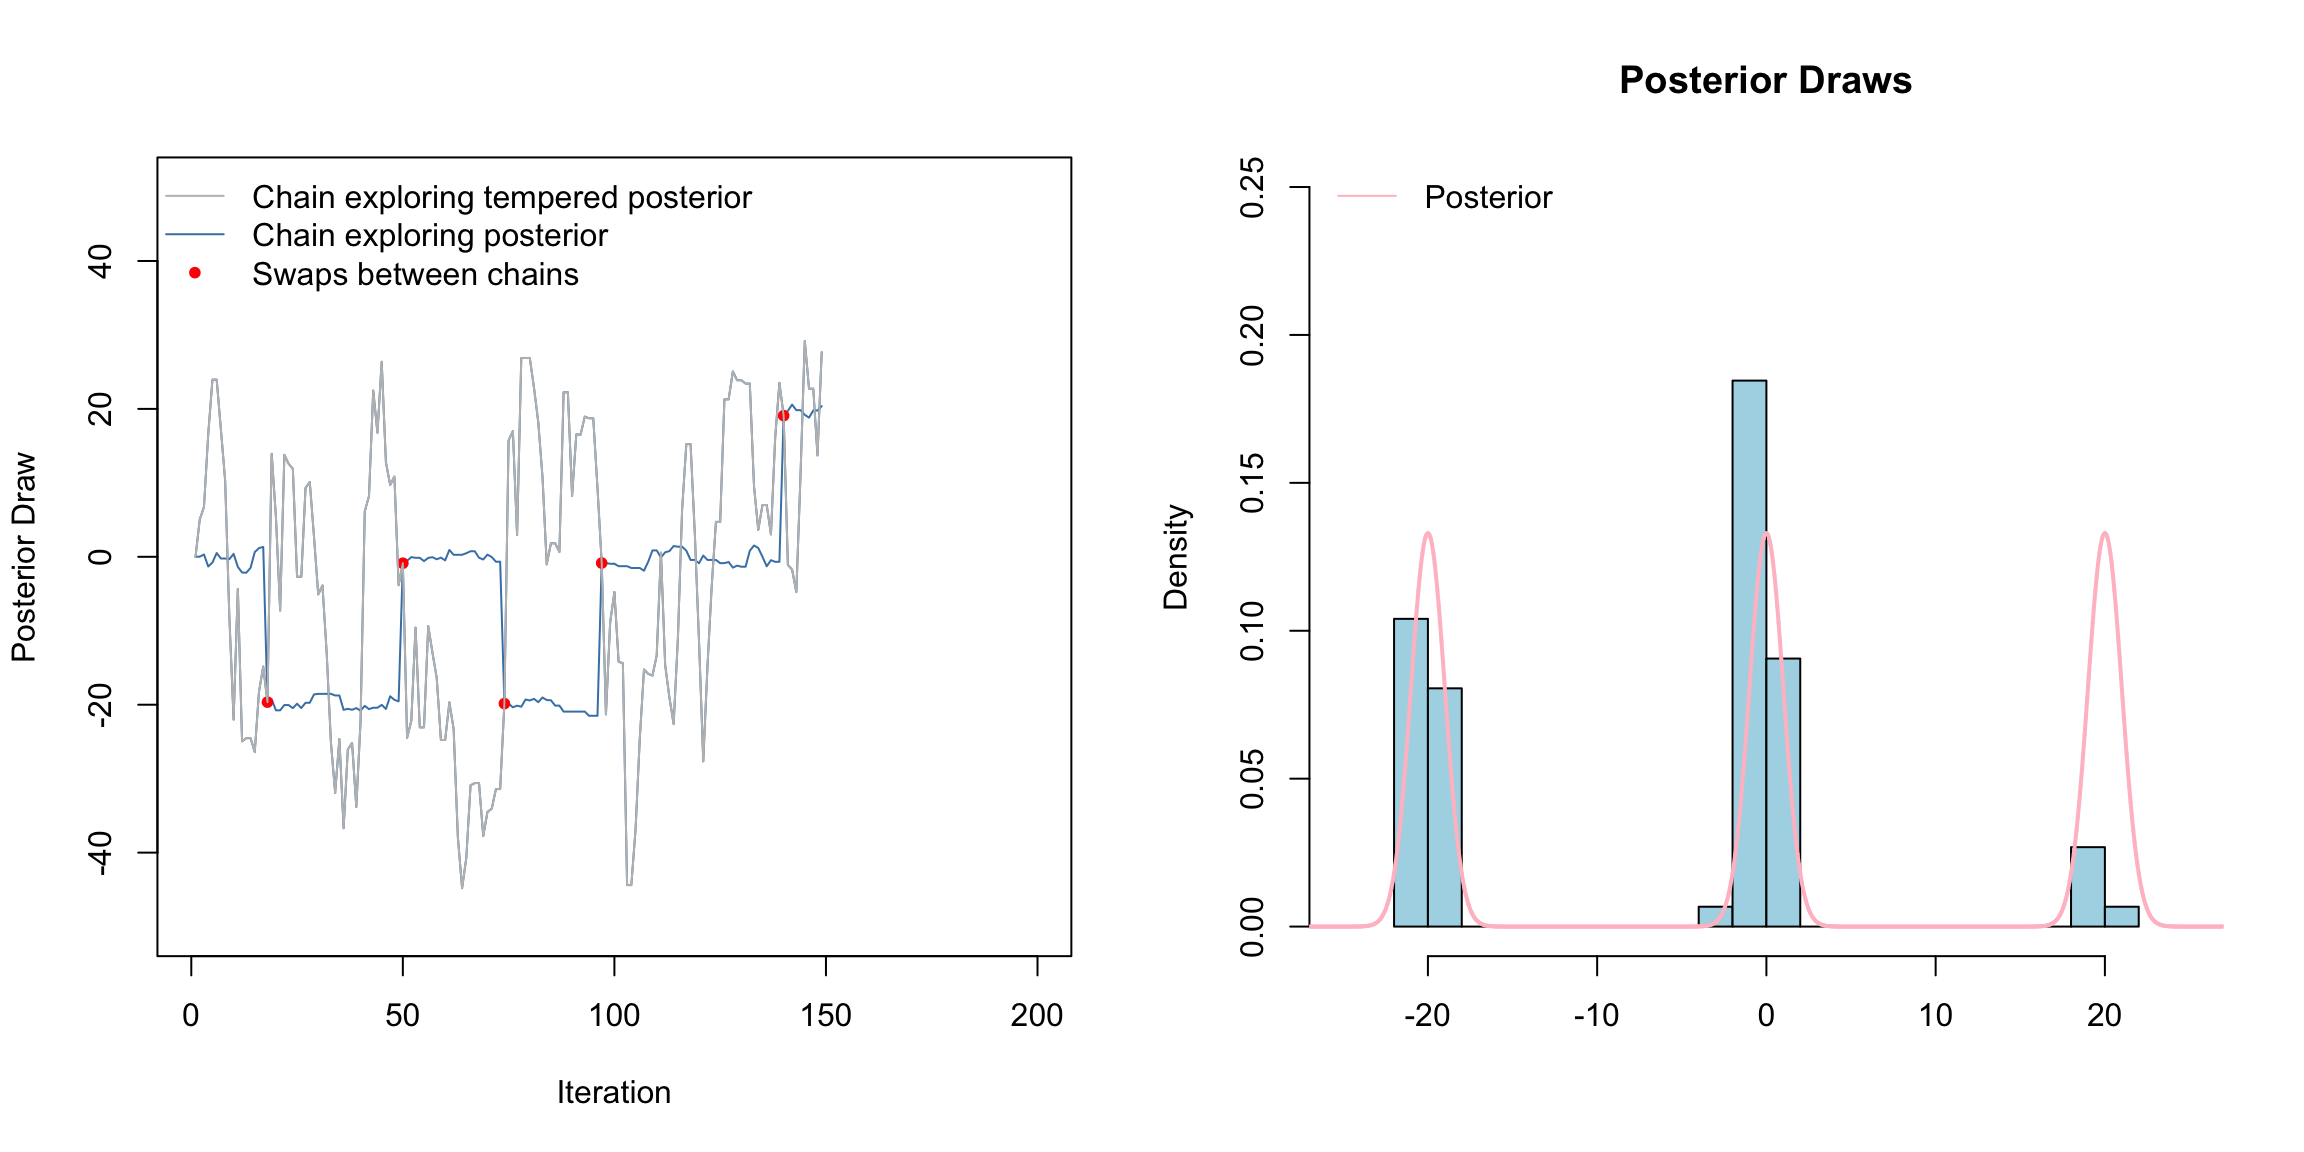 Chain exploring tempered posterior
Chain exploring posterior
Swaps between chains
Posterior Draw
40
20
0
-20
-40
0 50 100 150 200
Iteration
Posterior Draws
Posterior
Density
0.25
0.20
0.15
0.10
0.05
0.00
-20 -10 0 10 20